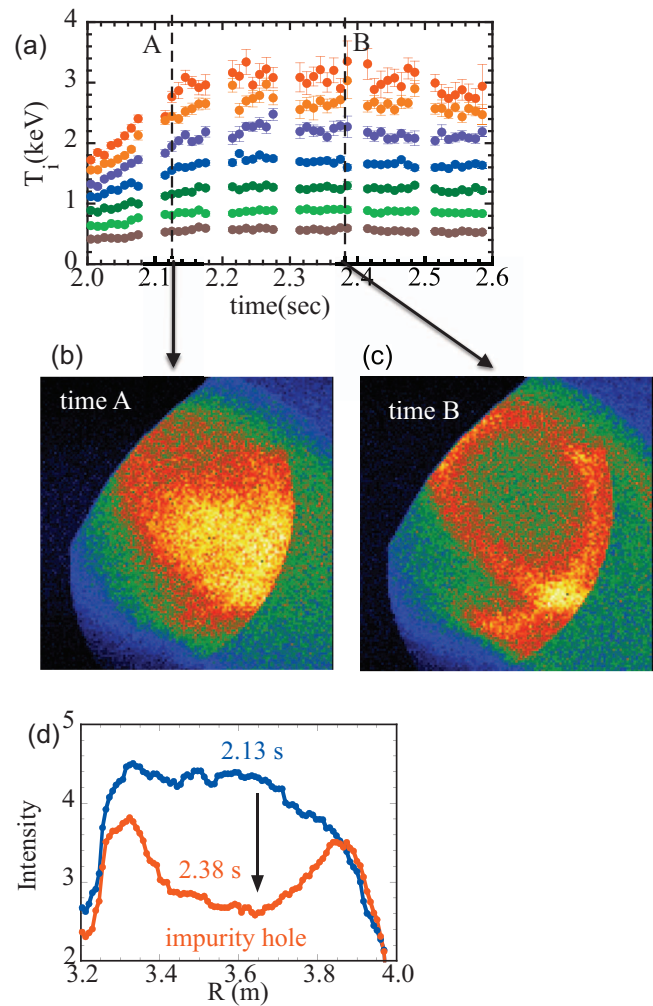 (a)
A
B
4
3
2
1
0
T_i(keV)
2.0 2.1 2.2 2.3 2.4 2.5 2.6
time(sec)
(b)
(c)
time A
time B
(d)
5
4
3
2
Intensity
2.13 s
2.38 s
impurity hole
3.2 3.4 3.6 3.8 4.0
R (m)